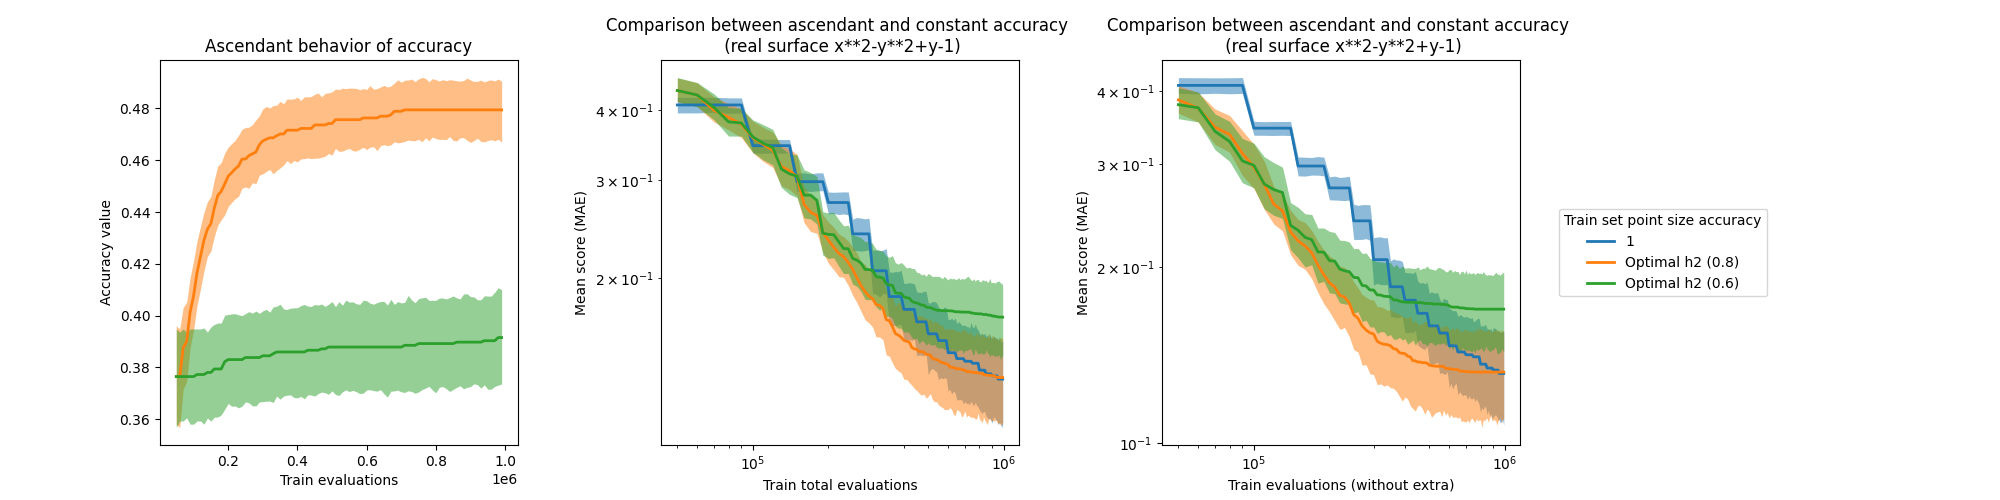 Ascendant behavior of accuracy
Accuracy value
0.48
0.46
0.44
0.42
0.40
0.38
0.36
0.2
0.4
0.6
0.8
1.0
1e6
Train evaluations
Comparison between ascendant and constant accuracy
(real surface x**2-y**2+y-1)
Mean score (MAE)
4 × 10⁻¹
3 × 10⁻¹
2 × 10⁻¹
10⁵
10⁶
Train total evaluations
Comparison between ascendant and constant accuracy
(real surface x**2-y**2+y-1)
Mean score (MAE)
4 × 10⁻¹
3 × 10⁻¹
2 × 10⁻¹
10⁻¹
10⁵
10⁶
Train evaluations (without extra)
Train set point size accuracy
1
Optimal h2 (0.8)
Optimal h2 (0.6)